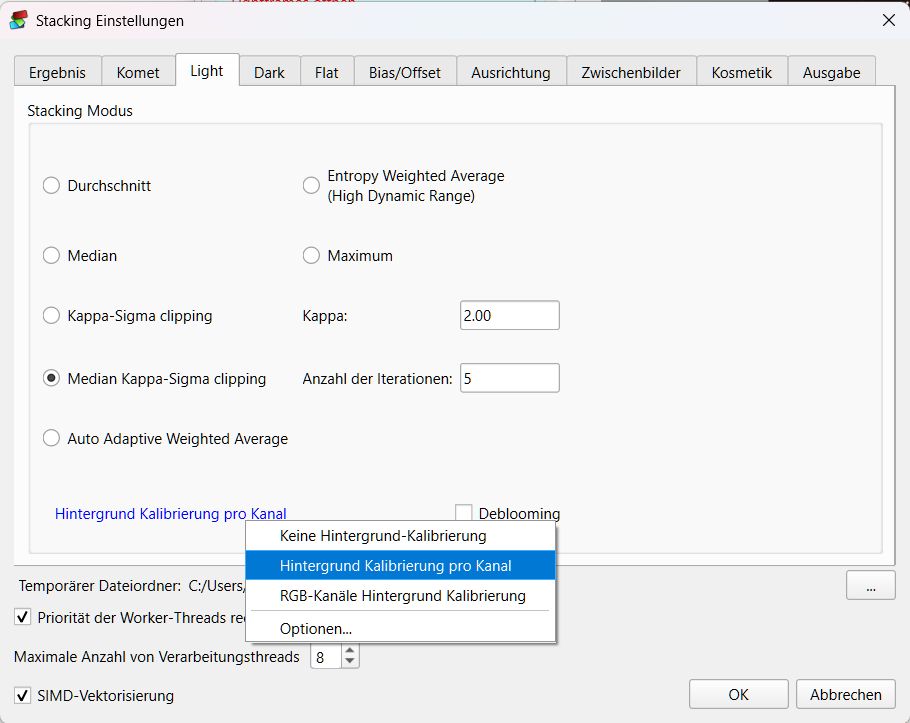 Stacking Einstellungen
Ergebnis Komet Light Dark Flat Bias/Offset Ausrichtung Zwischenbilder Kosmetik Ausgabe
Stacking Modus
Durchschnitt
Entropy Weighted Average
(High Dynamic Range)
Median
Maximum
Kappa-Sigma clipping
Kappa: 2.00
Median Kappa-Sigma clipping
Anzahl der Iterationen: 5
Auto Adaptive Weighted Average
Hintergrund Kalibrierung pro Kanal
Deblooming
Keine Hintergrund-Kalibrierung
Hintergrund Kalibrierung pro Kanal
RGB-Kanäle Hintergrund Kalibrierung
Optionen...
Temporärer Dateiordner: C:/Users/
...
Priorität der Worker-Threads
Maximale Anzahl von Verarbeitungsthreads 8
SIMD-Vektorisierung
OK Abbrechen